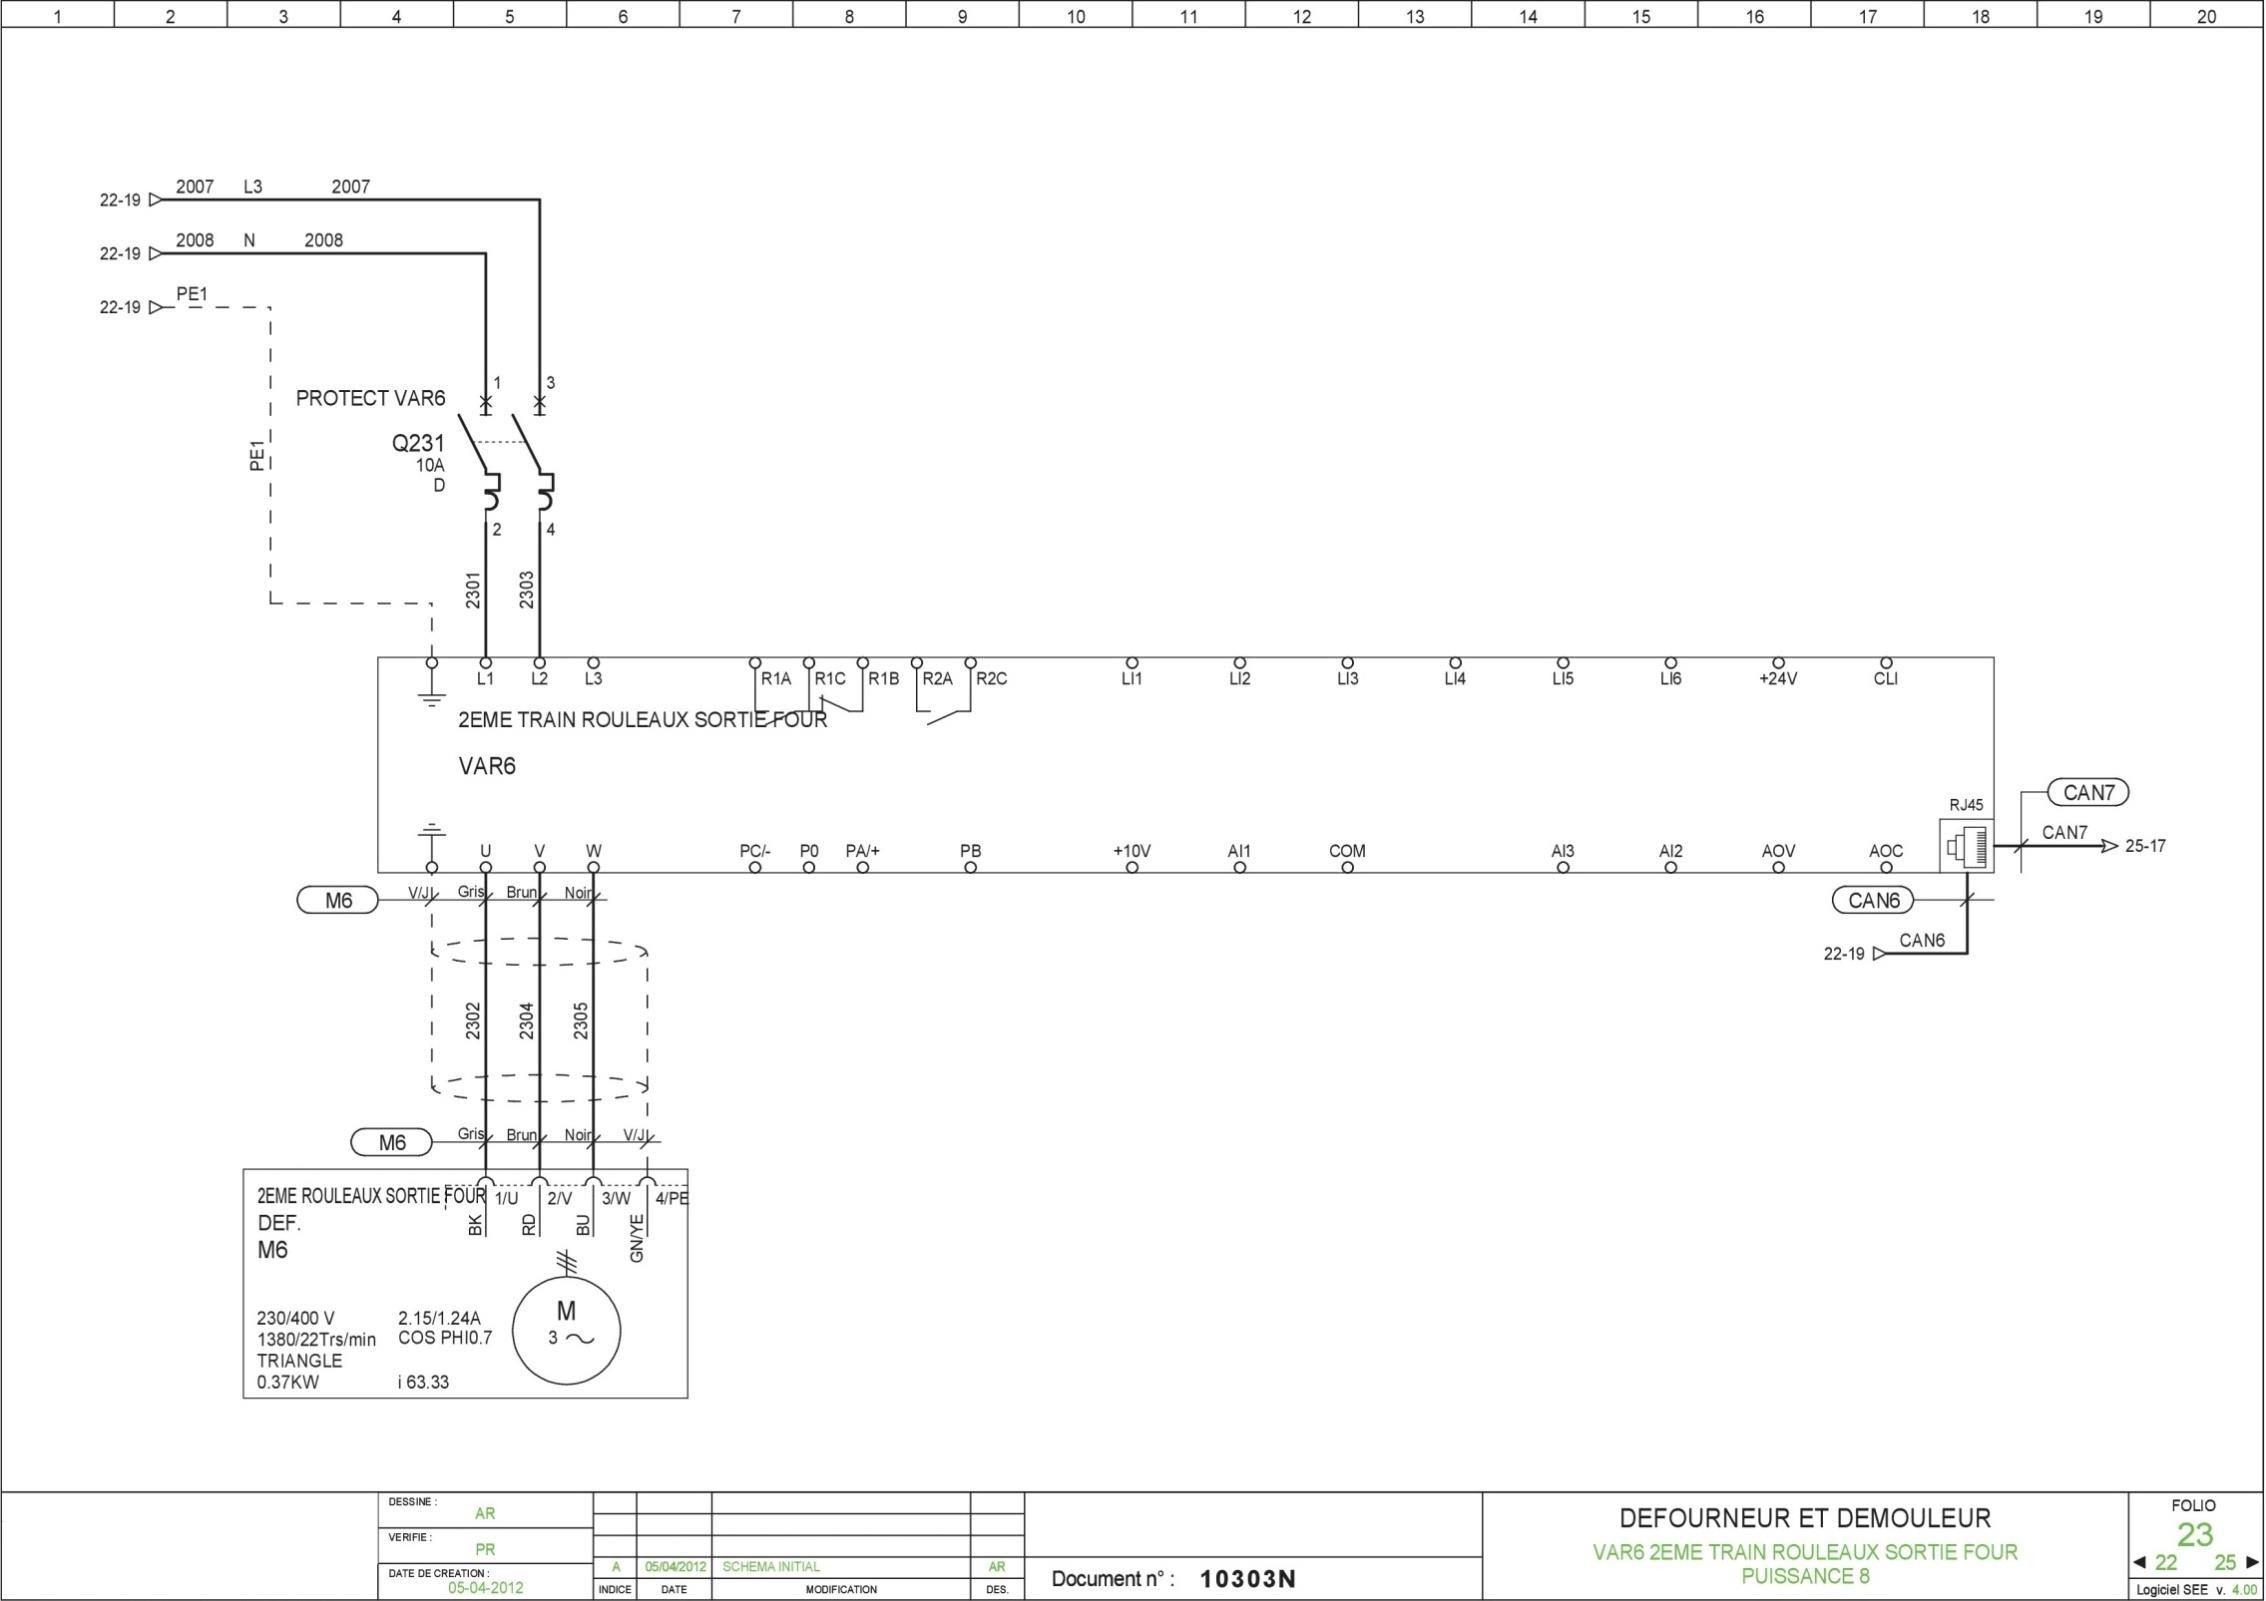 1 2 3 4 5 6 7 8 9 10 11 12 13 14 15 16 17 18 19 20
2007 L3 2007
22-19
2008 N 2008
22-19
PE1
22-19
1 3
PROTECT VAR6
Q231
10A
D
PE1
2 4
2301 2303
L1 L2 L3 R1A R1C R1B R2A R2C LI1 LI2 LI3 LI4 LI5 LI6 +24V CLI
2EME TRAIN ROULEAUX SORTIE FOUR
VAR6
CAN7
RJ45
CAN7
25-17
U V W PC/- P0 PA/+ PB +10V AI1 COM AI3 AI2 AOV AOC
M6 V/J Gris Brun Noir
CAN6
CAN6
22-19
2302 2304 2305
M6 Gris Brun Noir V/J
2EME ROULEAUX SORTIE FOUR 1/U 2/V 3/W 4/PE
DEF.
BK RD BU GN/YE
M6
M
3
230/400 V 2.15/1.24A
1380/22Trs/min COS PHI0.7
TRIANGLE
0.37KW i 63.33
DESSINE :
AR
VERIFIE :
PR
DATE DE CREATION :
05-04-2012
A 05/04/2012 SCHEMA INITIAL AR
INDICE DATE MODIFICATION DES.
Document n° : 10303N
DEFOURNEUR ET DEMOULEUR
VAR6 2EME TRAIN ROULEAUX SORTIE FOUR
PUISSANCE 8
FOLIO
23
22 25
Logiciel SEE v. 4.00